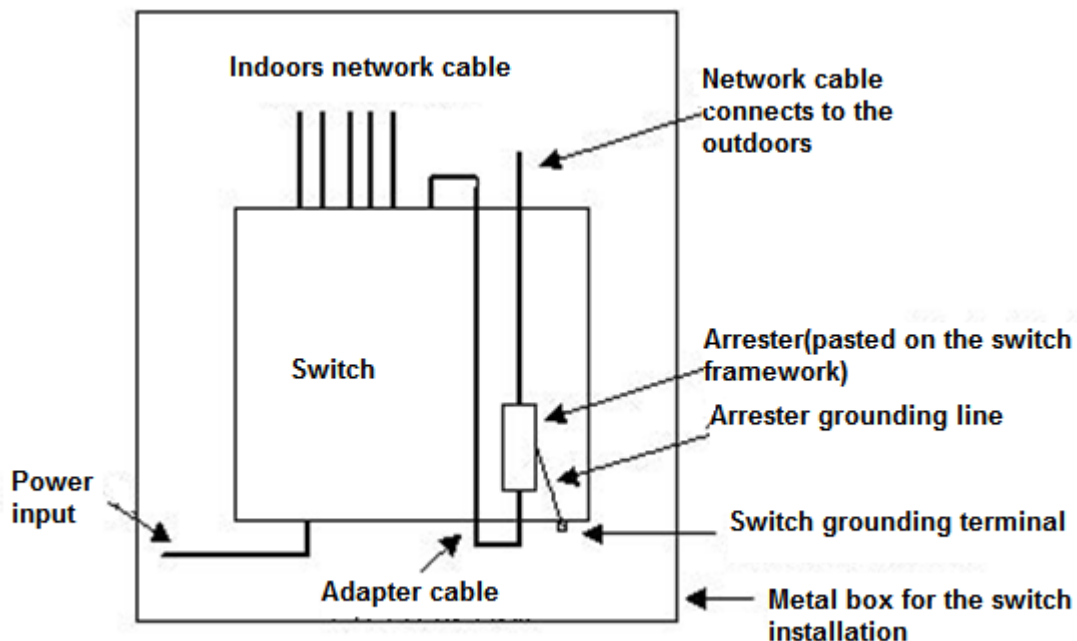 Indoors network cable
Network cable
connects to the
outdoors
Switch
Arrester(pasted on the switch
framework)
Arrester grounding line
Power
input
Switch grounding terminal
Adapter cable
Metal box for the switch
installation